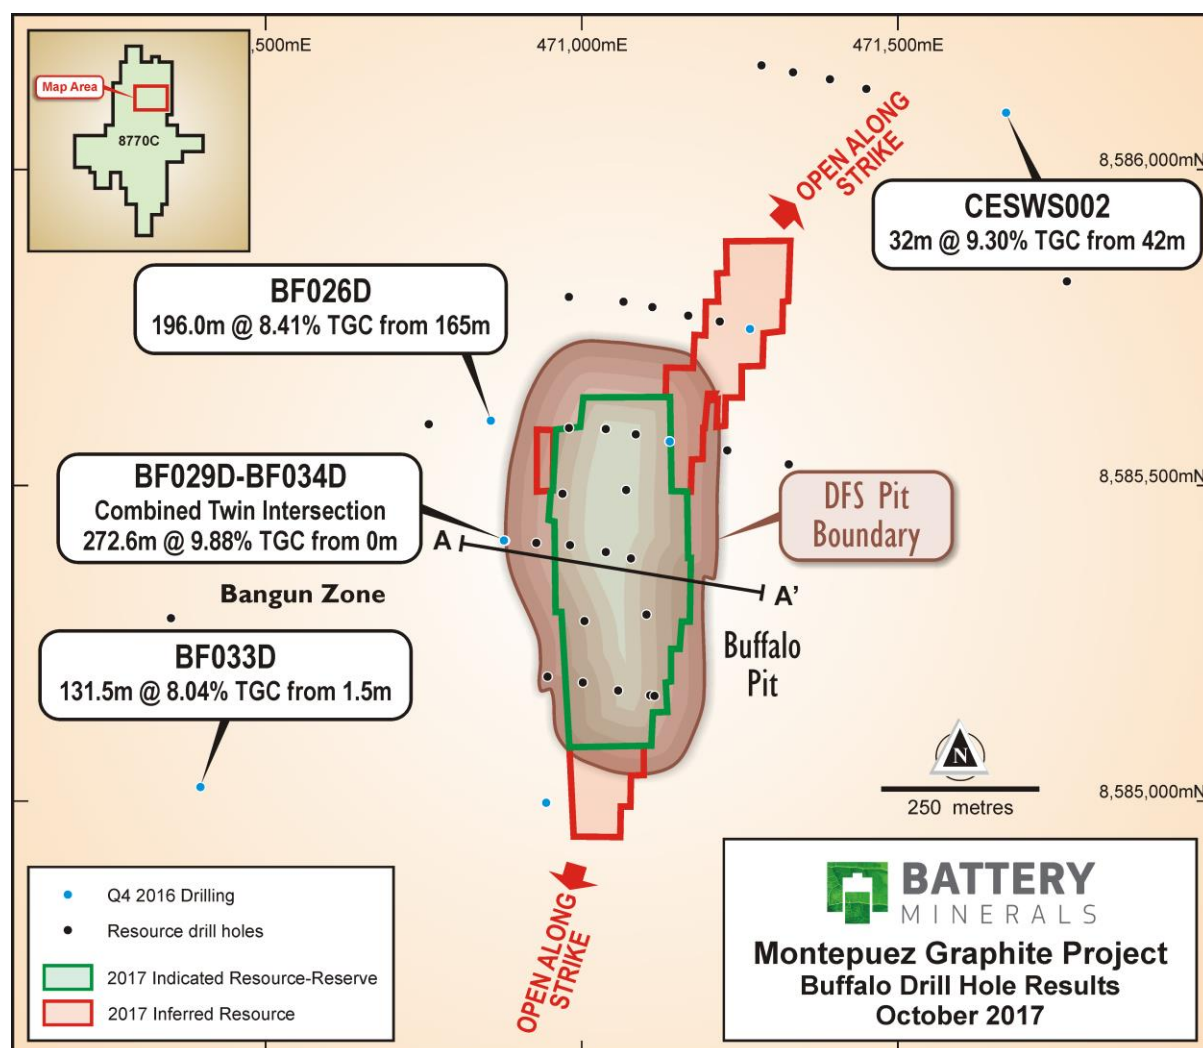 ,500mE
471,000mE
471,500mE
Map Area
8770C
OPEN ALONG
STRIKE
8,586,000mN
CESWS002
32m @ 9.30% TGC from 42m
BF026D
196.0m @ 8.41% TGC from 165m
BF029D-BF034D
Combined Twin Intersection
272.6m @ 9.88% TGC from 0m
8,585,500mN
DFS Pit
Boundary
A
A'
Bangun Zone
Buffalo
Pit
BF033D
131.5m @ 8.04% TGC from 1.5m
N
250 metres
8,585,000mN
OPEN ALONG
STRIKE
Q4 2016 Drilling
Resource drill holes
2017 Indicated Resource-Reserve
2017 Inferred Resource
BATTERY
MINERALS
Montepuez Graphite Project
Buffalo Drill Hole Results
October 2017